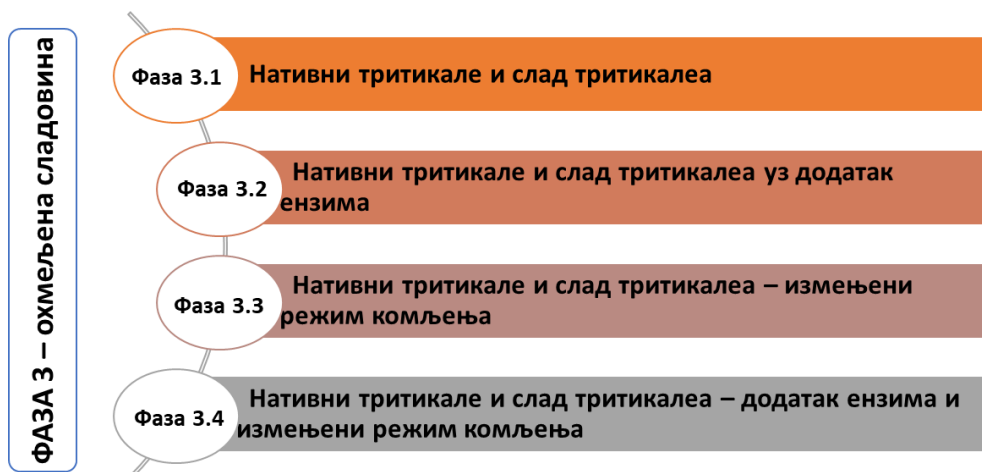 ФАЗА 3 – охмељена сладовина
Фаза 3.1
Нативни тритикале и слад тритикалеа
Фаза 3.2
Нативни тритикале и слад тритикалеа уз додатак
ензима
Фаза 3.3
Нативни тритикале и слад тритикалеа – измењени
режим комљења
Фаза 3.4
Нативни тритикале и слад тритикалеа – додатак ензима и
измењени режим комљења